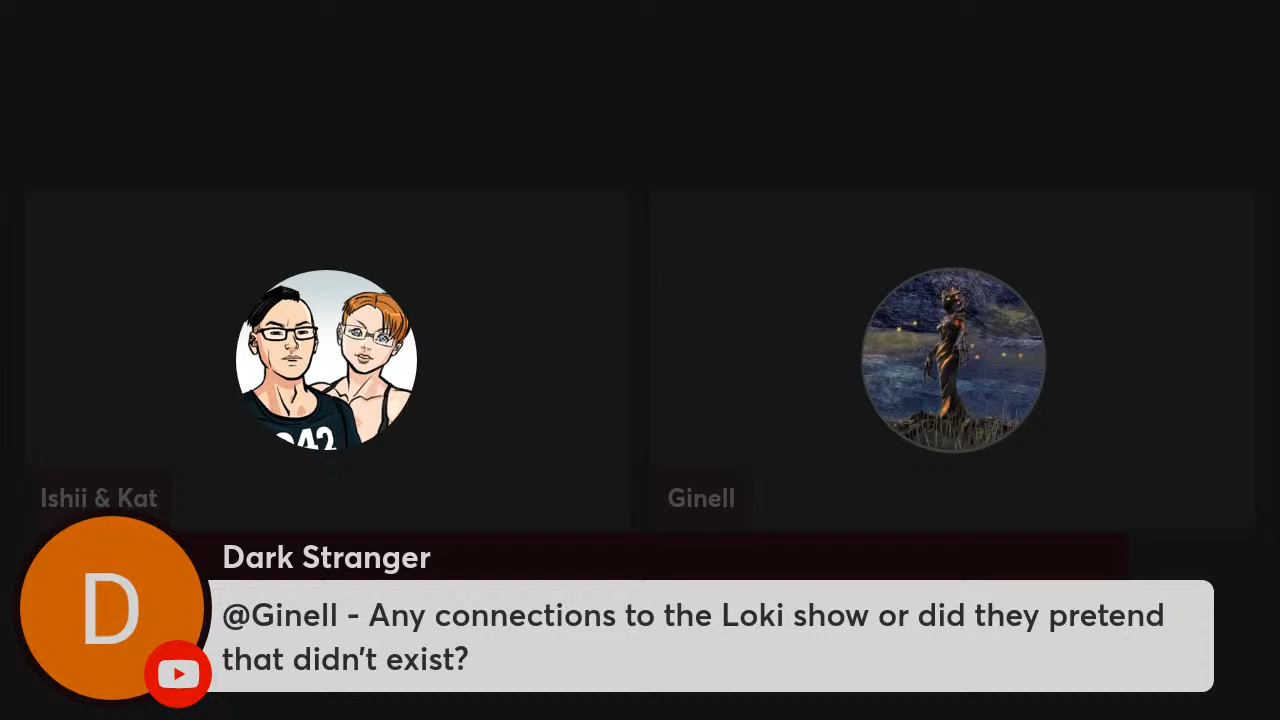 042
Ishii & Kat
Ginell
D
Dark Stranger
@Ginell - Any connections to the Loki show or did they pretend
that didn't exist?